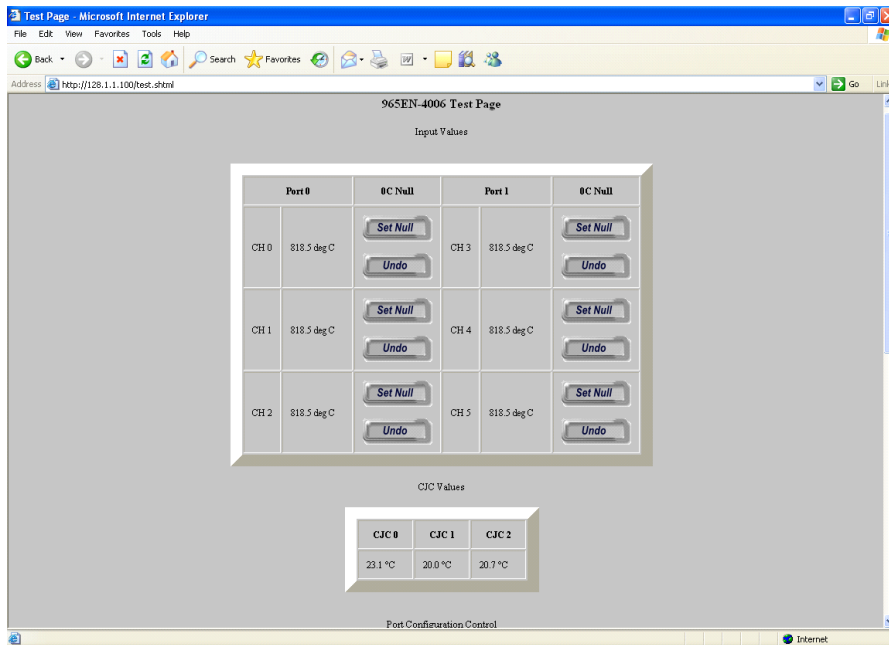 Test Page - Microsoft Internet Explorer
File Edit View Favorites Tools Help
Back Search Favorites
Address http://128.1.1.100/test.shtml Go Link
965EN-4006 Test Page
Input Values
Port 0 0C Null Port 1 0C Null
CH 0 818.5 deg C Set Null Undo CH 3 818.5 deg C Set Null Undo
CH 1 818.5 deg C Set Null Undo CH 4 818.5 deg C Set Null Undo
CH 2 818.5 deg C Set Null Undo CH 5 818.5 deg C Set Null Undo
CJC Values
CJC 0 CJC 1 CJC 2
23.1 °C 20.0 °C 20.7 °C
Port Configuration Control
Internet